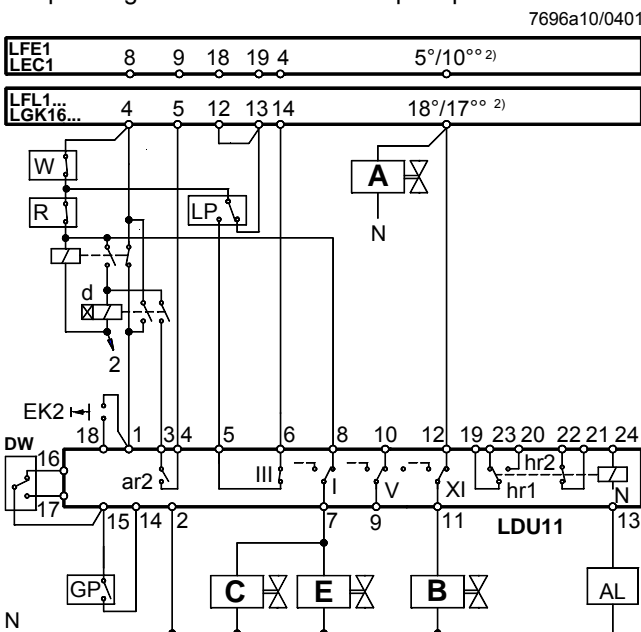 7696a10/0401
LFE1
LEC1
8 9 18 19 4 5°/10°° 2)
LFL1...
LGK16...
4 5 12 13 14 18°/17°° 2)
W
A
R
LP
N
d
2
EK2
18 1 3 4 5 6 8 10 12 19 23 20 22 21 24
DW
16
ar2 III I V XI hr1 hr2 N
17
15 14 2 7 9 11 LDU11 13
GP C E B AL
N